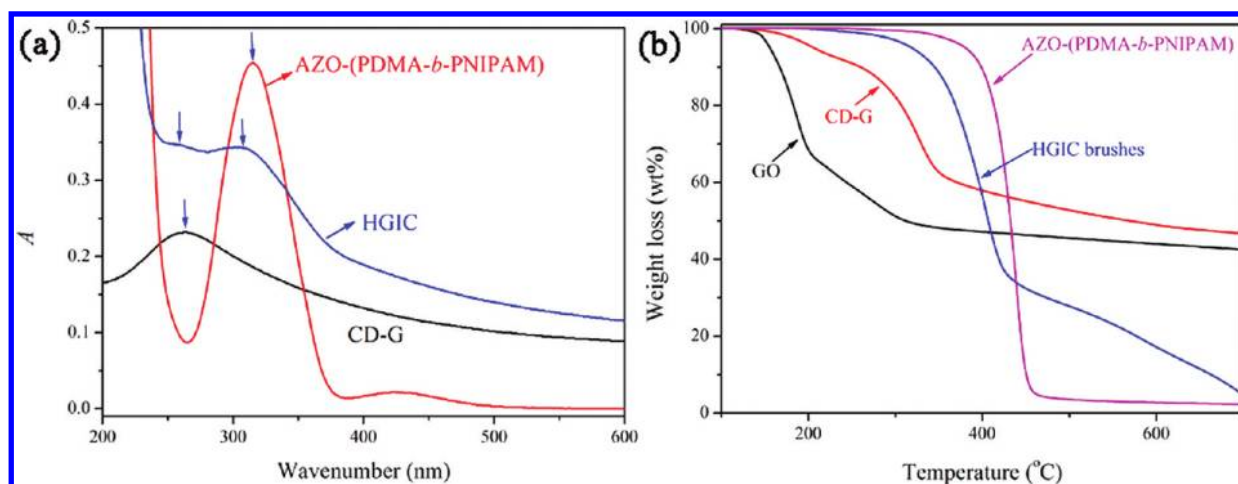 (a)
0.5
0.4
0.3
0.2
0.1
0.0
A
AZO-(PDMA-b-PNIPAM)
HGIC
CD-G
200
300
400
500
600
Wavenumber (nm)
(b)
100
80
60
40
20
0
Weight loss (wt%)
AZO-(PDMA-b-PNIPAM)
CD-G
HGIC brushes
GO
200
400
600
Temperature (°C)